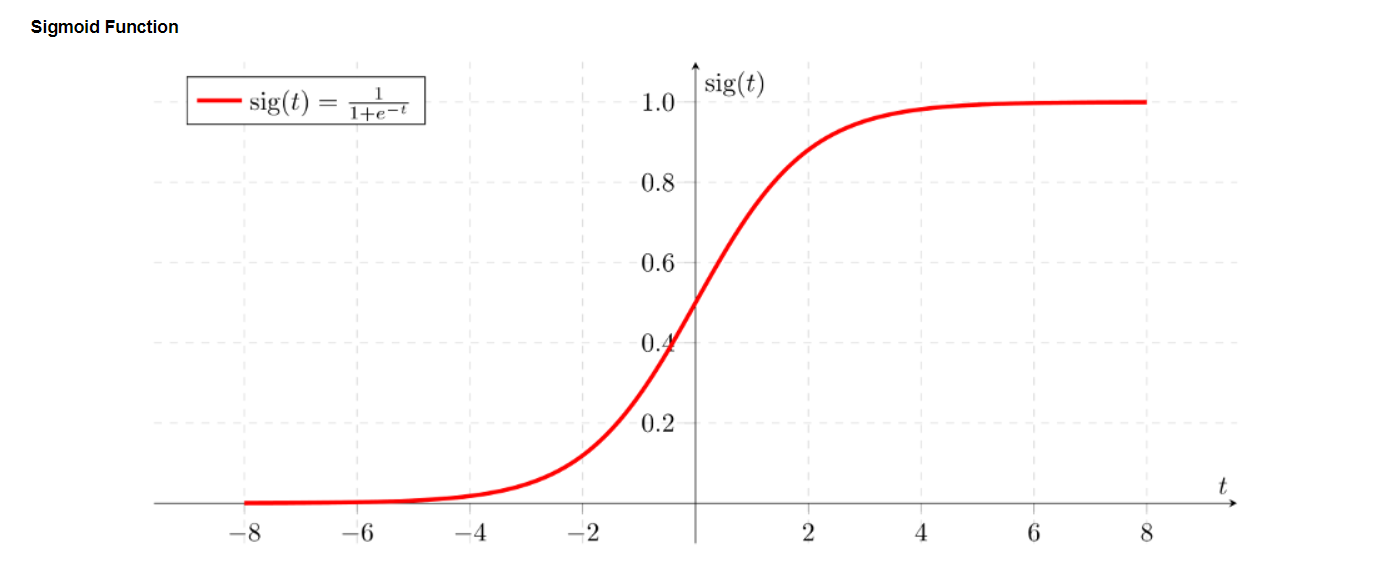 Sigmoid Function
sig(t) = 1/(1+e^{-t})
sig(t)
1.0
0.8
0.6
0.4
0.2
t
−8 −6 −4 −2 2 4 6 8